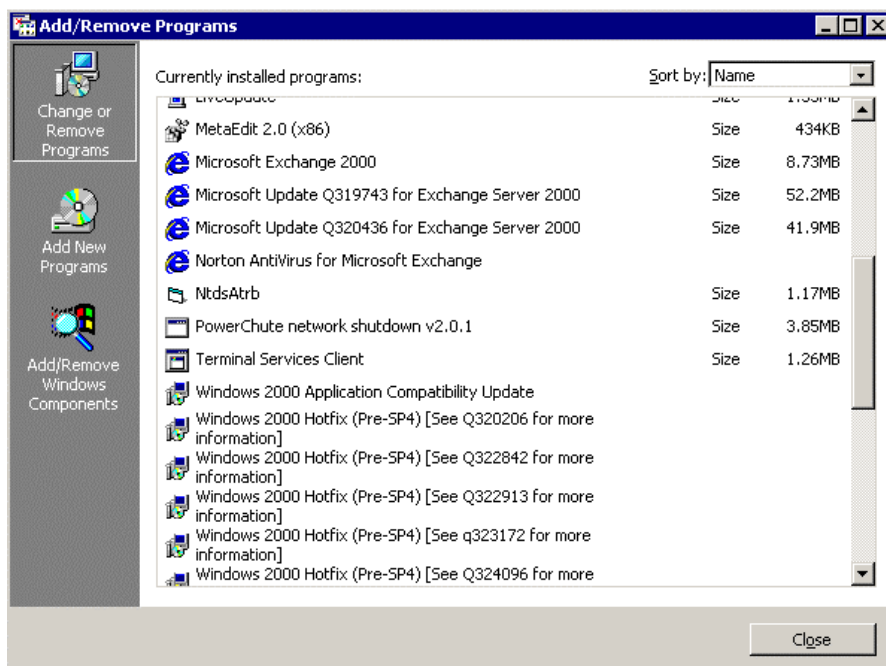 Add/Remove Programs
Change or
Remove
Programs
Add New
Programs
Add/Remove
Windows
Components
Currently installed programs:
Sort by: Name
LiveUpdate Size 1.55MB
MetaEdit 2.0 (x86) Size 434KB
Microsoft Exchange 2000 Size 8.73MB
Microsoft Update Q319743 for Exchange Server 2000 Size 52.2MB
Microsoft Update Q320436 for Exchange Server 2000 Size 41.9MB
Norton AntiVirus for Microsoft Exchange
NtdsAtrb Size 1.17MB
PowerChute network shutdown v2.0.1 Size 3.85MB
Terminal Services Client Size 1.26MB
Windows 2000 Application Compatibility Update
Windows 2000 Hotfix (Pre-SP4) [See Q320206 for more
information]
Windows 2000 Hotfix (Pre-SP4) [See Q322842 for more
information]
Windows 2000 Hotfix (Pre-SP4) [See Q322913 for more
information]
Windows 2000 Hotfix (Pre-SP4) [See q323172 for more
information]
Windows 2000 Hotfix (Pre-SP4) [See Q324096 for more
Close